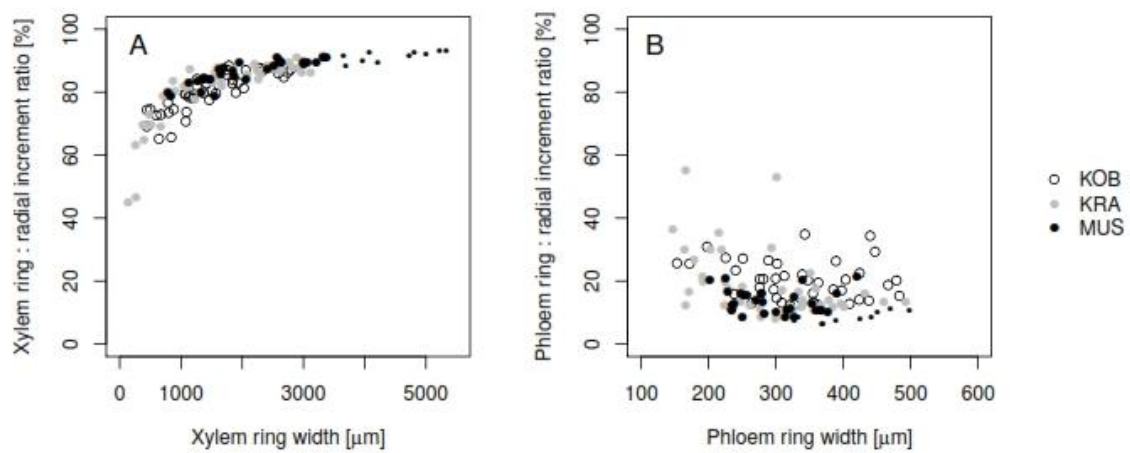 A
Xylem ring : radial increment ratio [%]
100
80
60
40
20
0
0
1000
3000
5000
Xylem ring width [μm]
B
Phloem ring : radial increment ratio [%]
100
80
60
40
20
0
100
200
300
400
500
600
Phloem ring width [μm]
KOB
KRA
MUS